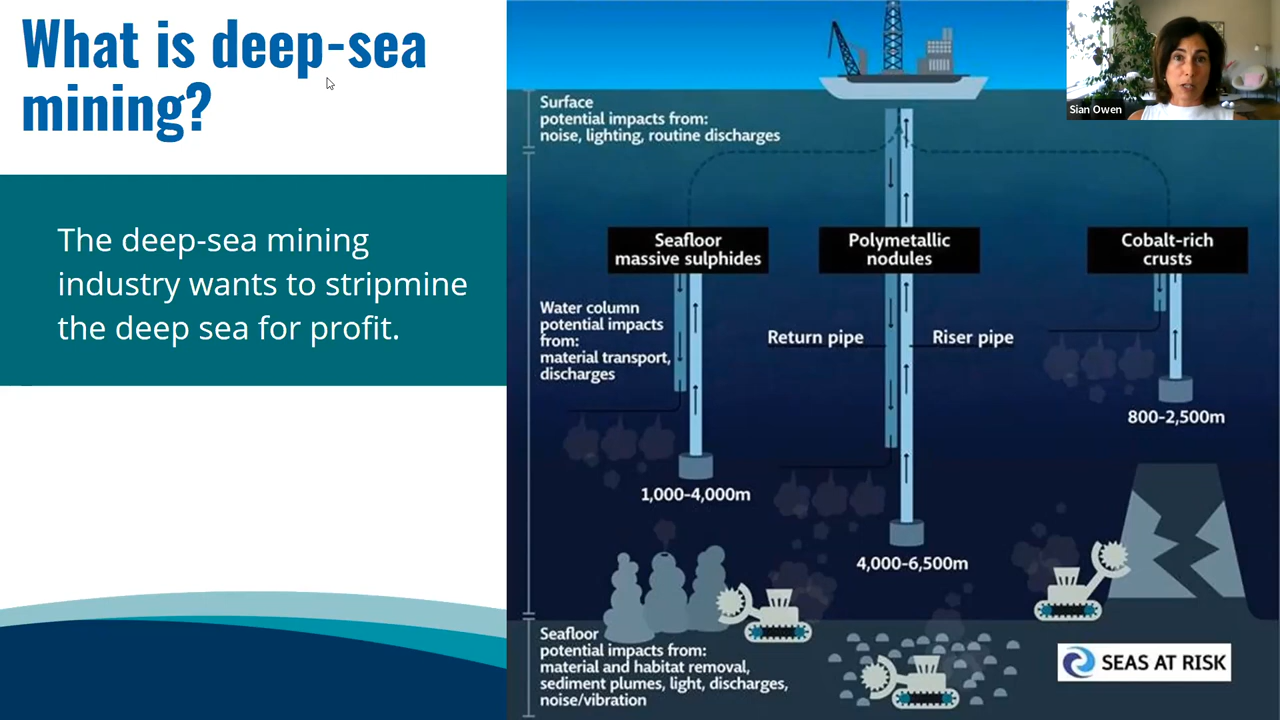 What is deep-sea
mining?
The deep-sea mining
industry wants to stripmine
the deep sea for profit.
Sian Owen
Surface
potential impacts from:
noise, lighting, routine discharges
Seafloor
massive sulphides
Polymetallic
nodules
Cobalt-rich
crusts
Water column
potential impacts
from:
material transport,
discharges
Return pipe
Riser pipe
800-2,500m
1,000-4,000m
4,000-6,500m
Seafloor
potential impacts from:
material and habitat removal,
sediment plumes, light, discharges,
noise/vibration
SEAS AT RISK